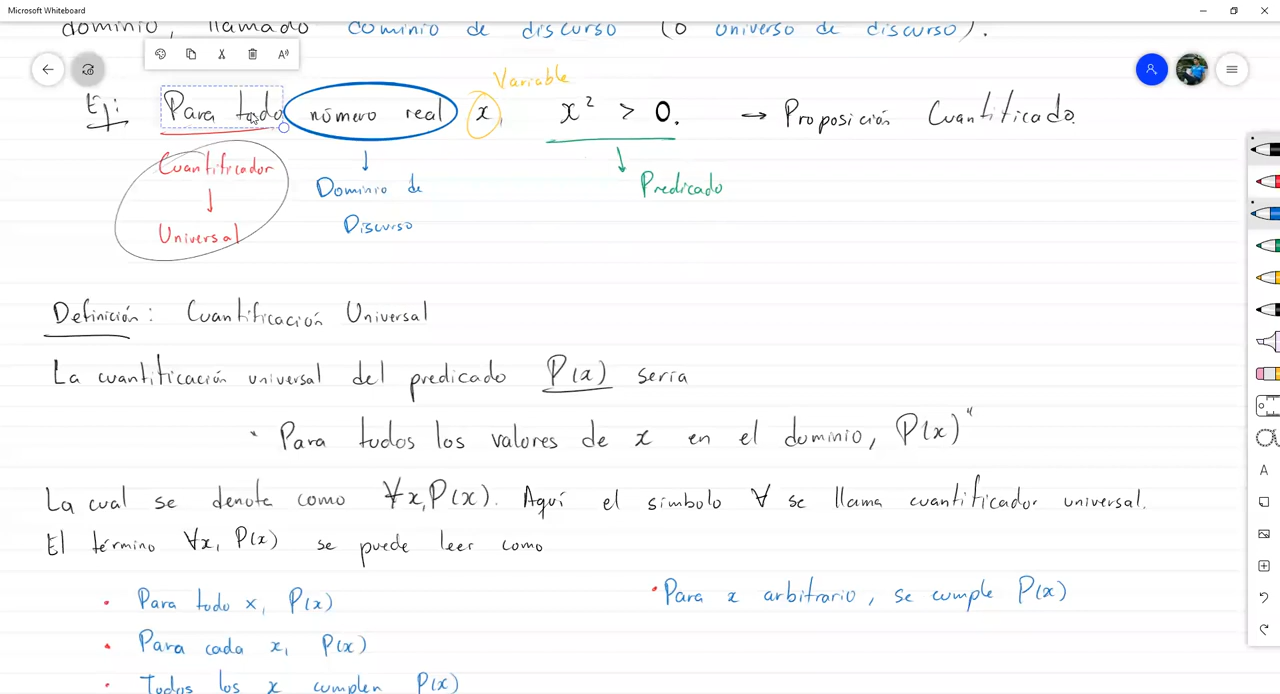 Microsoft Whiteboard
dominio, llamado dominio de discurso (o universo de discurso).
Variable
Ej: Para todo número real x, x² > 0. → Proposición Cuantificada.
Cuantificador
↓
Universal
↓
Dominio de
Discurso
↓
Predicado
Definición: Cuantificación Universal
La cuantificación universal del predicado P(x) sería
" Para todos los valores de x en el dominio, P(x)"
La cual se denota como ∀x, P(x). Aquí el símbolo ∀ se llama cuantificador universal.
El término ∀x, P(x) se puede leer como
• Para todo x, P(x)
• Para cada x, P(x)
• Todos los x cumplen P(x)
• Para x arbitrario, se cumple P(x)